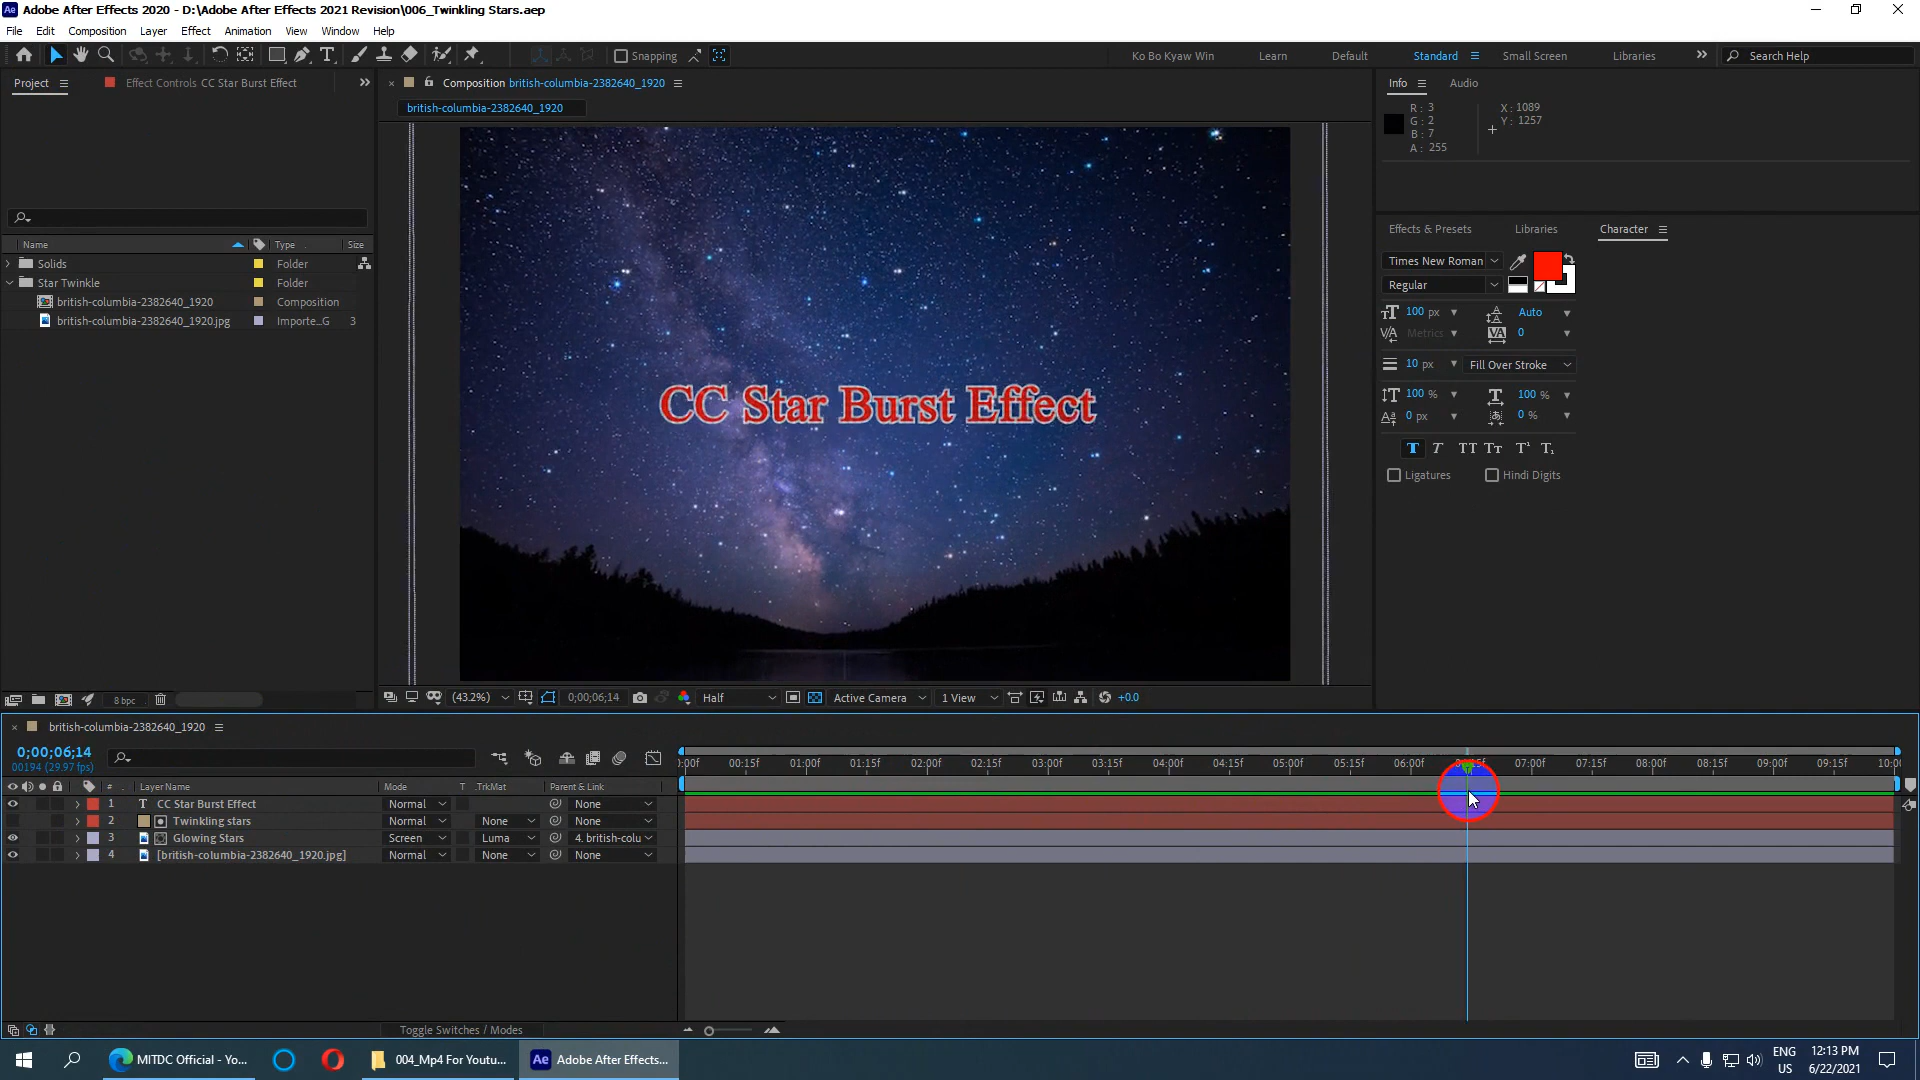 Adobe After Effects 2020 - D:\Adobe After Effects 2021 Revision\006_Twinkling Stars.aep
File Edit Composition Layer Effect Animation View Window Help
Snapping Ko Bo Kyaw Win Learn Default Standard Small Screen Libraries Search Help
Project Effect Controls CC Star Burst Effect
Composition british-columbia-2382640_1920
british-columbia-2382640_1920
Info Audio
R : 3
G : 2
B : 7
A : 255
X : 1089
Y : 1257
Name Type Size
Solids Folder
Star Twinkle Folder
british-columbia-2382640_1920 Composition
british-columbia-2382640_1920.jpg Importe...G 3
CC Star Burst Effect
Effects & Presets Libraries Character
Times New Roman
Regular
100 px Auto
Metrics 0
10 px Fill Over Stroke
100 % 100 %
0 px 0 %
Ligatures Hindi Digits
8 bpc
(43.2%) 0;00;06;14 Half Active Camera 1 View +0.0
british-columbia-2382640_1920
0;00;06;14
00194 (29.97 fps)
:00f 00:15f 01:00f 01:15f 02:00f 02:15f 03:00f 03:15f 04:00f 04:15f 05:00f 05:15f 06:00f 07:00f 07:15f 08:00f 08:15f 09:00f 09:15f 10:0
# Layer Name Mode T .TrkMat Parent & Link
1 T CC Star Burst Effect Normal None
2 Twinkling stars Normal None None
3 Glowing Stars Screen Luma 4. british-colu
4 [british-columbia-2382640_1920.jpg] Normal None None
Toggle Switches / Modes
MITDC Official - Yo... 004_Mp4 For Youtu... Ae Adobe After Effects...
ENG
US
12:13 PM
6/22/2021